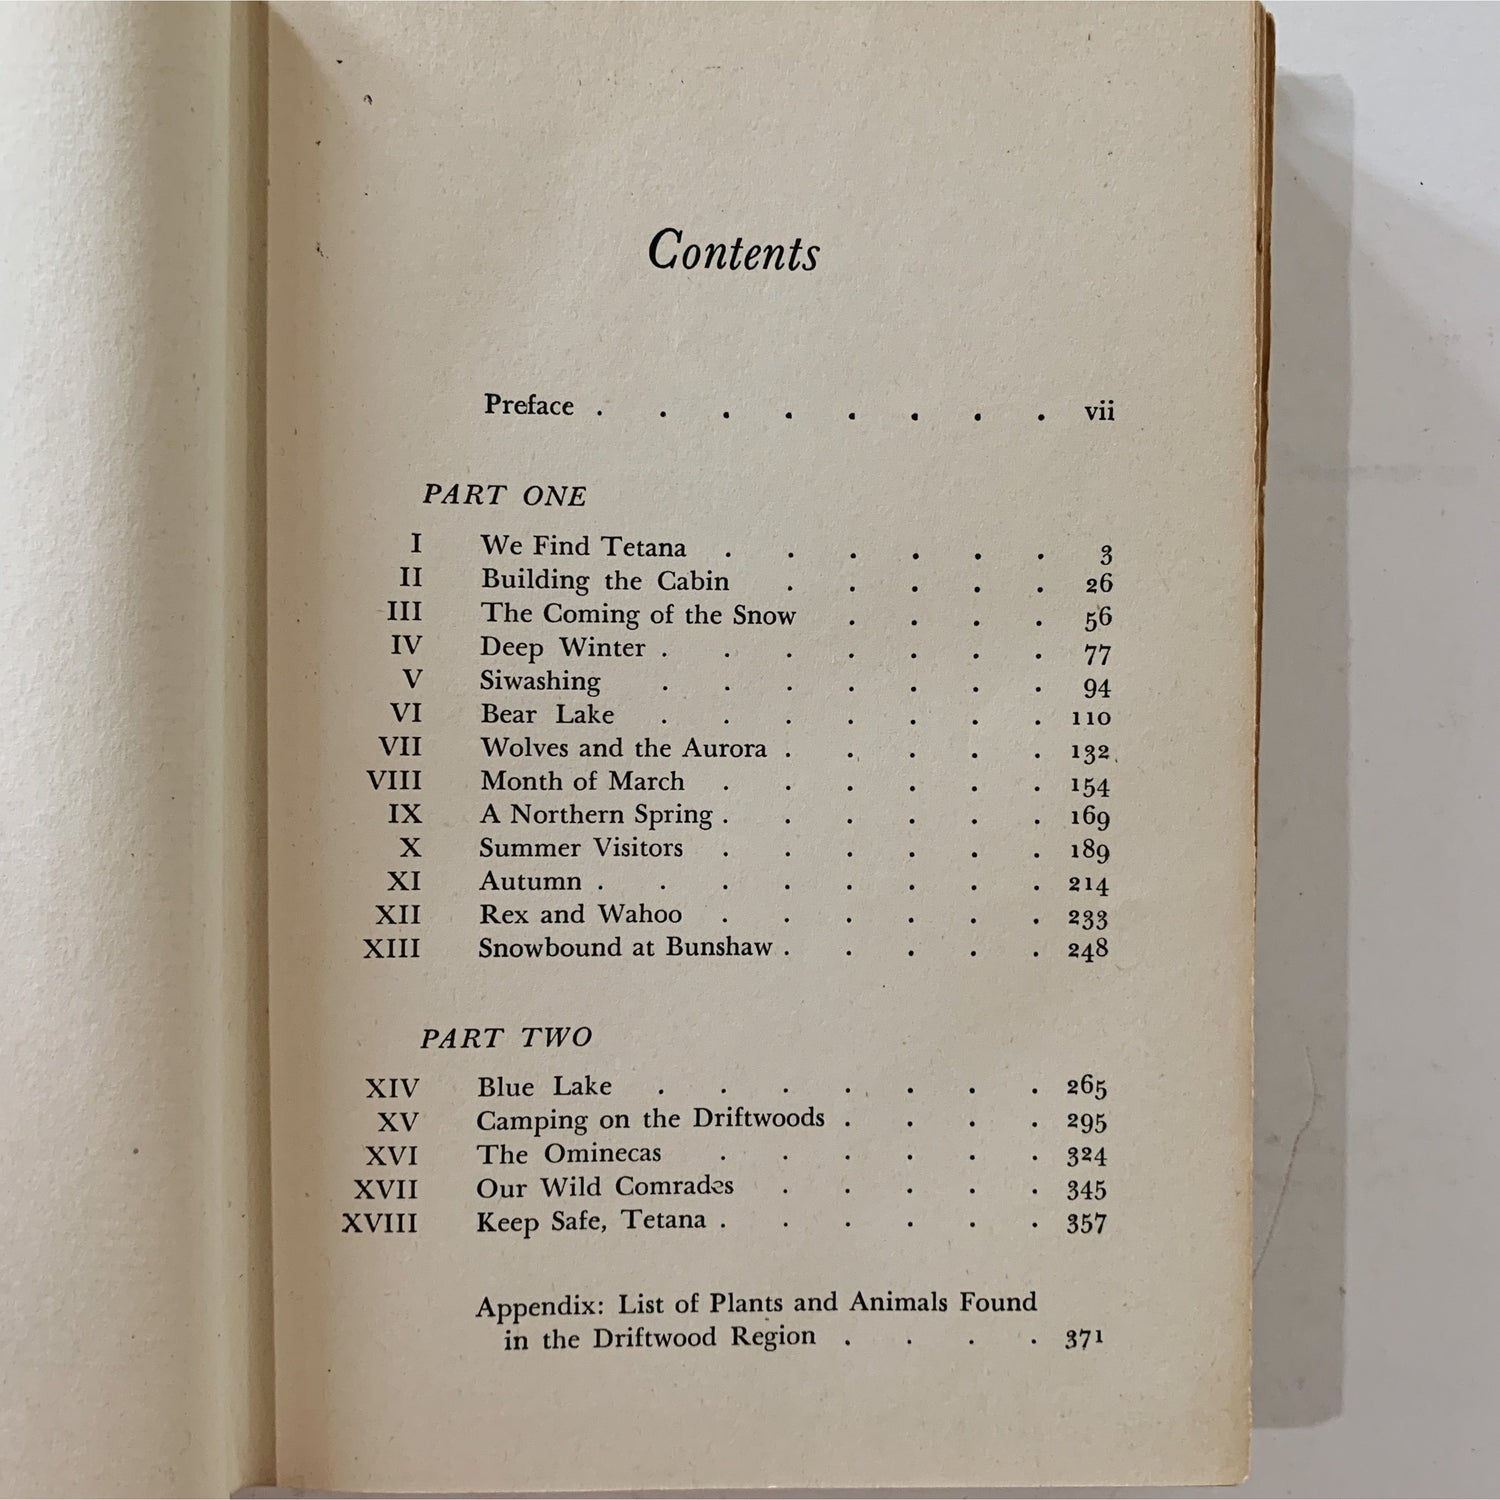 Contents
Preface . . . . . . . . vii
PART ONE
I We Find Tetana . . . . . . 3
II Building the Cabin . . . . . 26
III The Coming of the Snow . . . . 56
IV Deep Winter . . . . . . . 77
V Siwashing . . . . . . . 94
VI Bear Lake . . . . . . . 110
VII Wolves and the Aurora . . . . . 132
VIII Month of March . . . . . . 154
IX A Northern Spring . . . . . . 169
X Summer Visitors . . . . . . 189
XI Autumn . . . . . . . . 214
XII Rex and Wahoo . . . . . . 233
XIII Snowbound at Bunshaw . . . . . 248
PART TWO
XIV Blue Lake . . . . . . . 265
XV Camping on the Driftwoods . . . . 295
XVI The Ominecas . . . . . . 324
XVII Our Wild Comrades . . . . . 345
XVIII Keep Safe, Tetana . . . . . . 357
Appendix: List of Plants and Animals Found
in the Driftwood Region . . . . 371